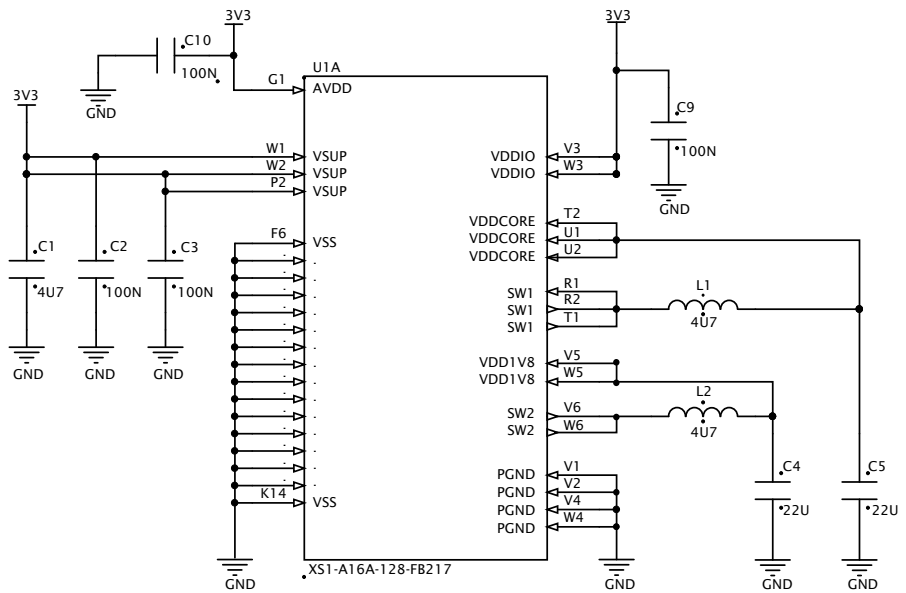 3V3
3V3
C10
100N
GND
U1A
G1
AVDD
3V3
C9
100N
GND
W1
VSUP
W2
VSUP
P2
VSUP
VDDIO
V3
VDDIO
W3
VDDCORE
T2
VDDCORE
U1
VDDCORE
U2
F6
VSS
C1
4U7
GND
C2
100N
GND
C3
100N
GND
SW1
R1
SW1
R2
SW1
T1
L1
4U7
VDD1V8
V5
VDD1V8
W5
L2
4U7
SW2
V6
SW2
W6
K14
VSS
PGND
V1
PGND
V2
PGND
V4
PGND
W4
C4
22U
C5
22U
GND
GND
GND
GND
XS1-A16A-128-FB217